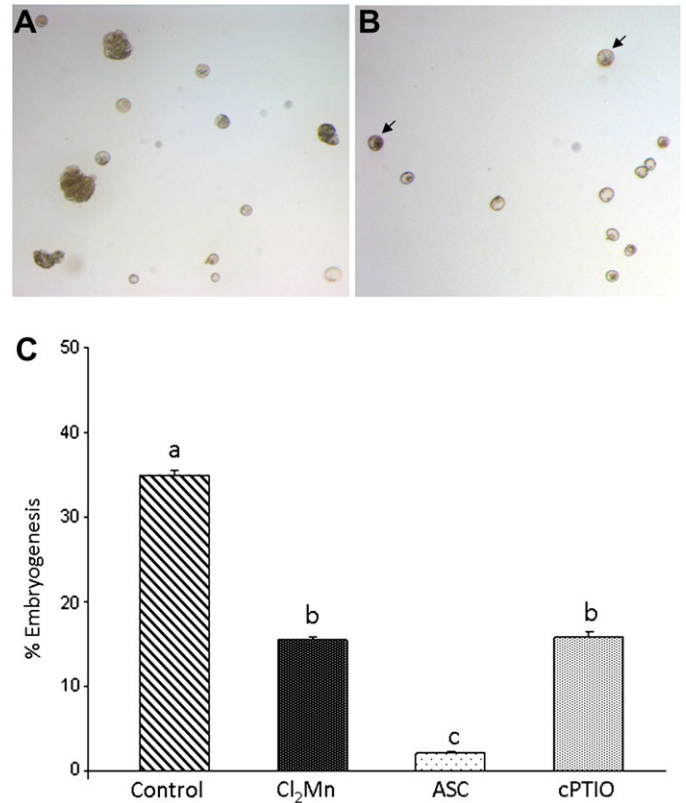 A
B
C
50
40
30
20
10
0
% Embryogenesis
a
b
c
b
Control
Cl₂Mn
ASC
cPTIO